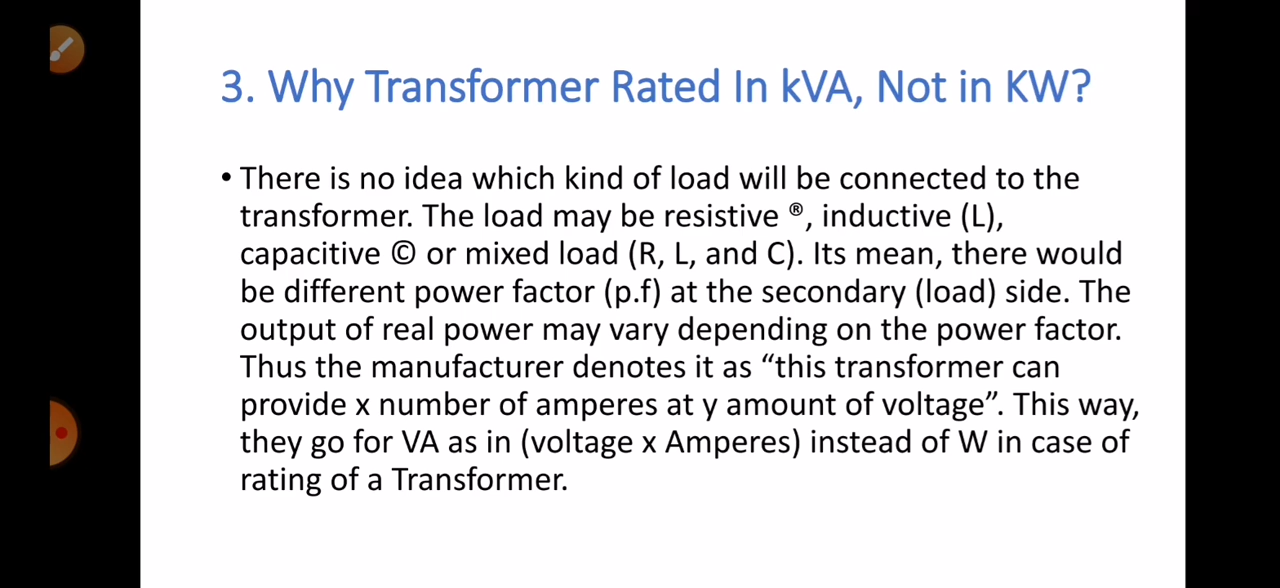 3. Why Transformer Rated In kVA, Not in KW?
• There is no idea which kind of load will be connected to the
transformer. The load may be resistive ®, inductive (L),
capacitive © or mixed load (R, L, and C). Its mean, there would
be different power factor (p.f) at the secondary (load) side. The
output of real power may vary depending on the power factor.
Thus the manufacturer denotes it as “this transformer can
provide x number of amperes at y amount of voltage”. This way,
they go for VA as in (voltage x Amperes) instead of W in case of
rating of a Transformer.